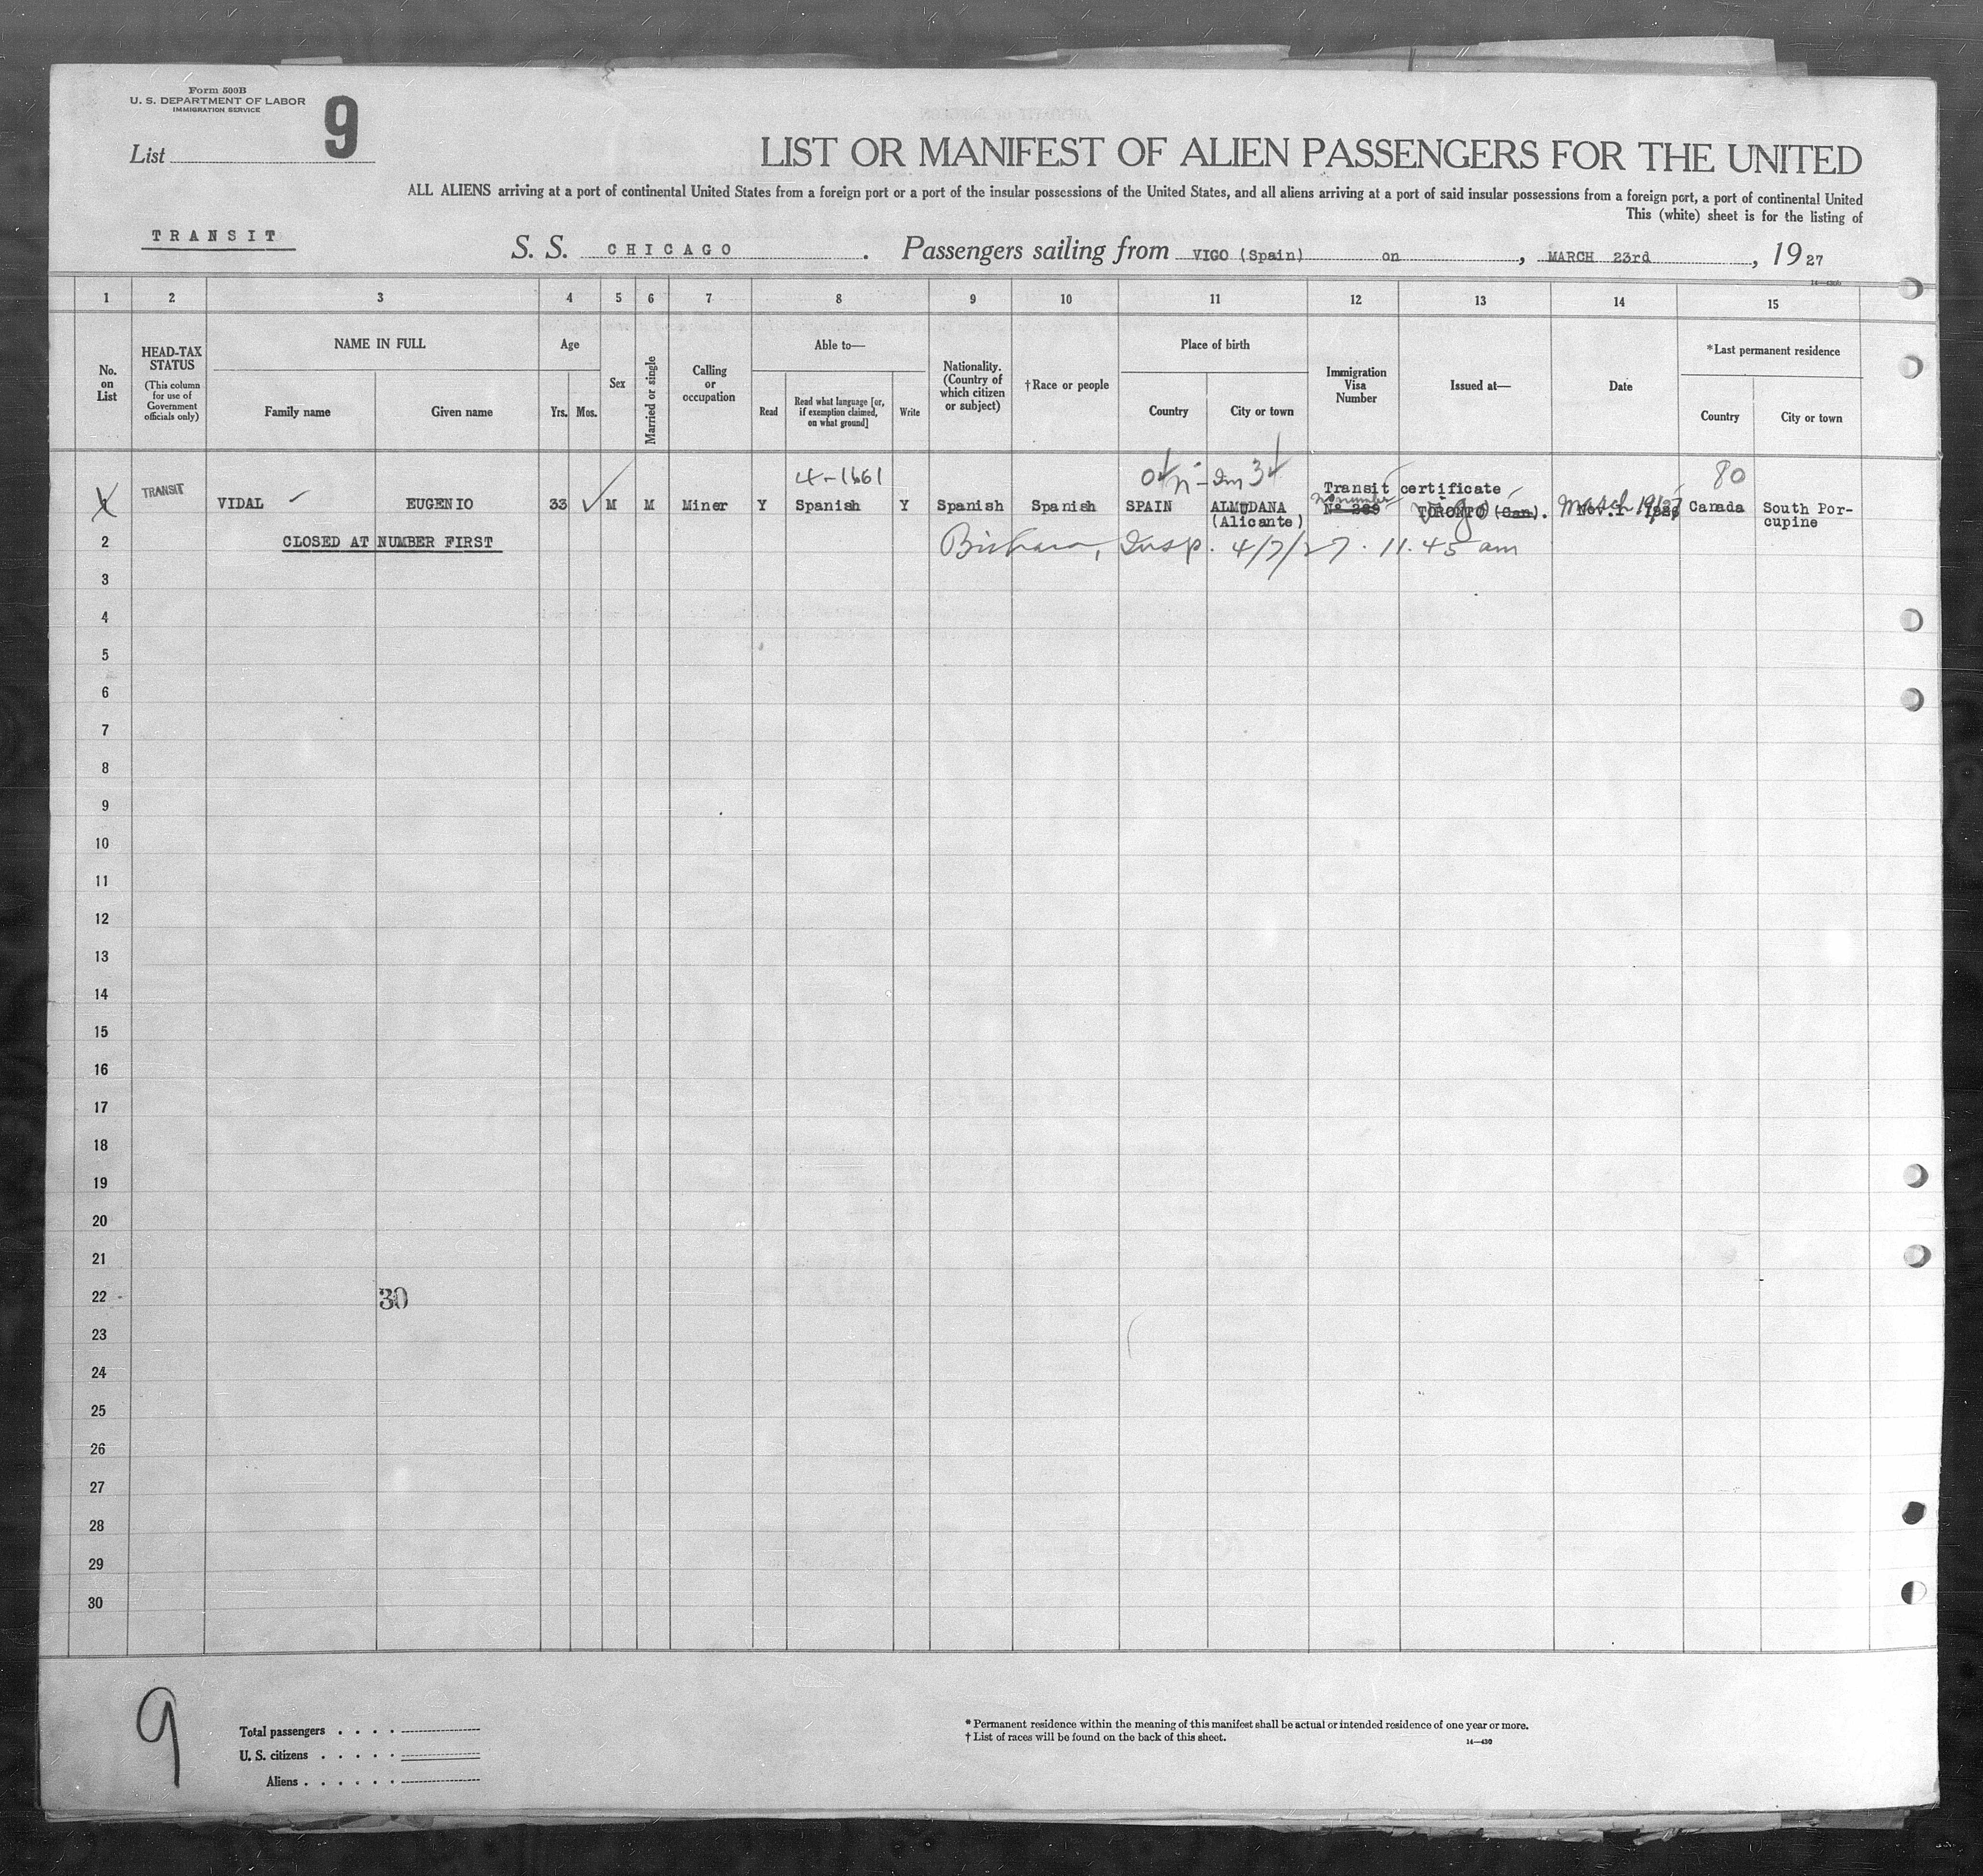 Form 500B
U. S. DEPARTMENT OF LABOR
IMMIGRATION SERVICE
List 9
LIST OR MANIFEST OF ALIEN PASSENGERS FOR THE UNITED
ALL ALIENS arriving at a port of continental United States from a foreign port or a port of the insular possessions of the United States, and all aliens arriving at a port of said insular possessions from a foreign port, a port of continental United
This (white) sheet is for the listing of
TRANSIT
S. S. CHICAGO . Passengers sailing from VIGO (Spain) on , MARCH 23rd , 19 27
14—430b
1 2 3 4 5 6 7 8 9 10 11 12 13 14 15
No. on List
HEAD-TAX STATUS
(This column for use of Government officials only)
NAME IN FULL
Family name Given name
Age
Yrs. Mos.
Sex
Married or single
Calling or occupation
Able to—
Read
Read what language [or, if exemption claimed, on what ground]
Write
Nationality. (Country of which citizen or subject)
†Race or people
Place of birth
Country City or town
Immigration Visa Number
Issued at—
Date
*Last permanent residence
Country City or town
4-1661 80
Transit certificate
1 TRANSIT VIDAL EUGENIO 33 M M Miner Y Spanish Y Spanish Spanish SPAIN ALMUDANA No number Nº 289 Vigo TORONTO (Can). March 1927 Canada South Por-
(Alicante) cupine
2 CLOSED AT NUMBER FIRST Insp. 4/7/27. 11.45 am
3
4
5
6
7
8
9
10
11
12
13
14
15
16
17
18
19
20
21
22 30
23
24
25
26
27
28
29
30
9
Total passengers . . . .
U. S. citizens . . . . .
Aliens . . . . . .
* Permanent residence within the meaning of this manifest shall be actual or intended residence of one year or more.
† List of races will be found on the back of this sheet.
14—430